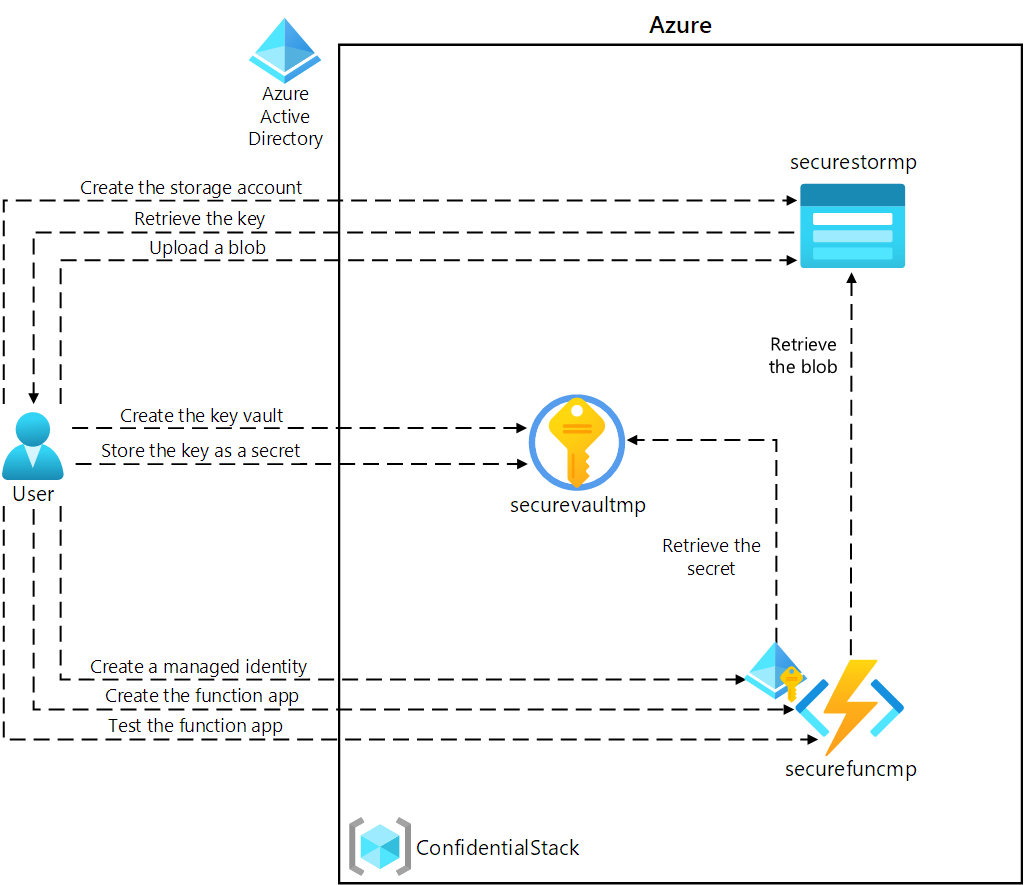 Azure
Azure
Active
Directory
securestormp
Create the storage account
Retrieve the key
Upload a blob
Retrieve
the blob
Create the key vault
Store the key as a secret
User
securevaultmp
Retrieve the
secret
Create a managed identity
Create the function app
Test the function app
securefuncmp
ConfidentialStack